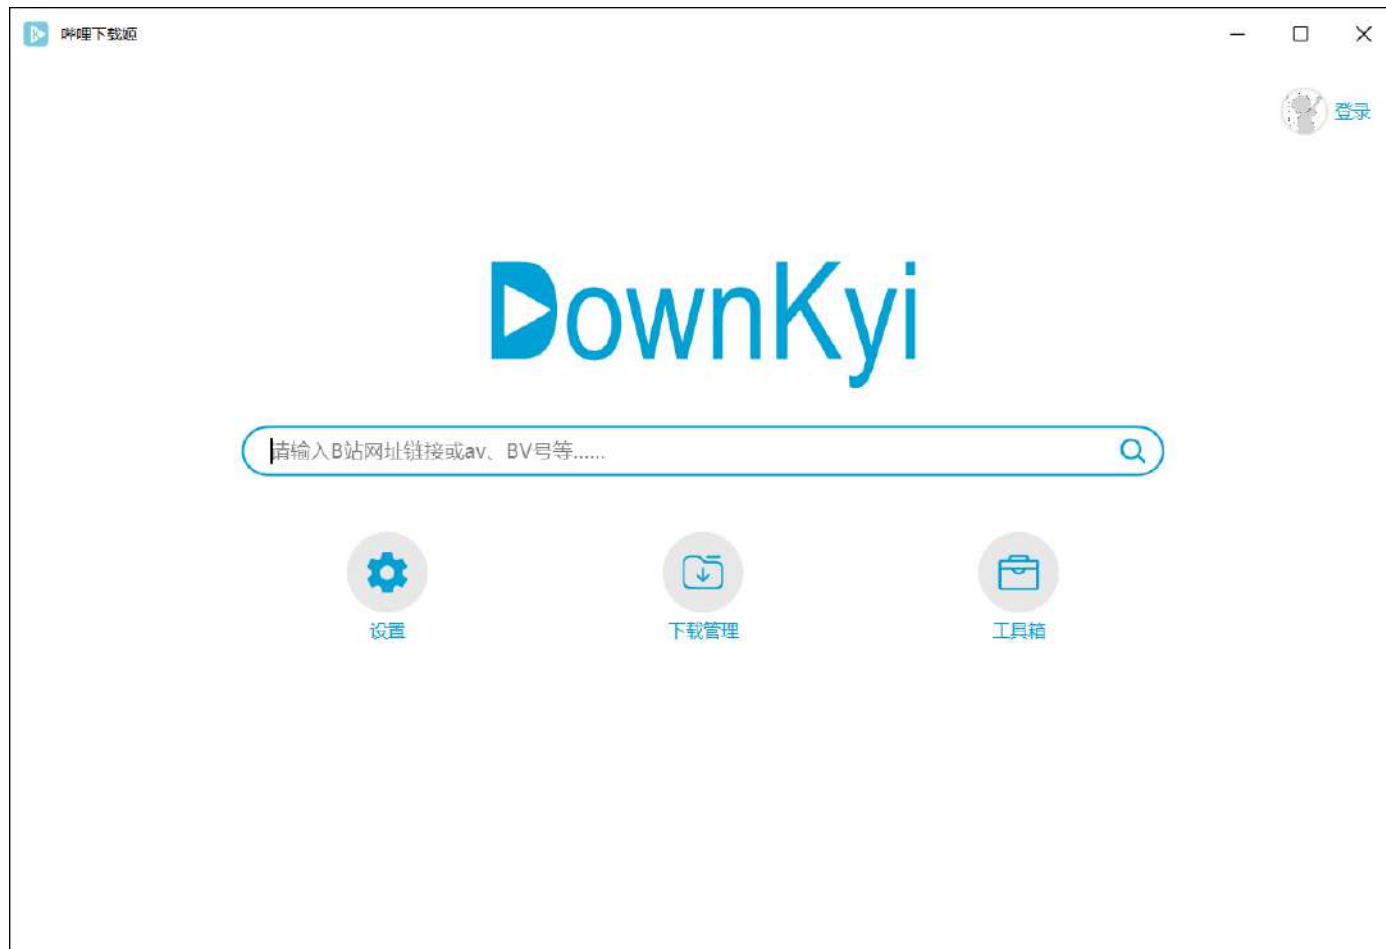 哔哩下载姬
登录
DownKyi
请输入B站网址链接或av、BV号等......
设置
下载管理
工具箱